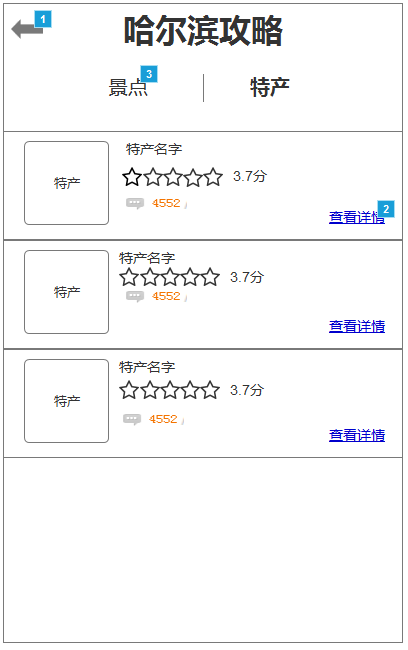 1
哈尔滨攻略
3
景点 特产
特产名字
特产
3.7分
4552
2
查看详情
特产名字
特产
3.7分
4552
查看详情
特产名字
特产
3.7分
4552
查看详情